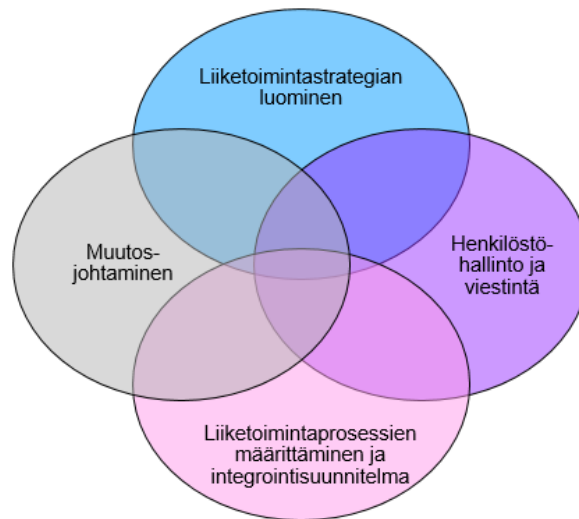 Liiketoimintastrategian
luominen
Muutos-
johtaminen
Henkilöstö-
hallinto ja
viestintä
Liiketoimintaprosessien
määrittäminen ja
integrointisuunnitelma